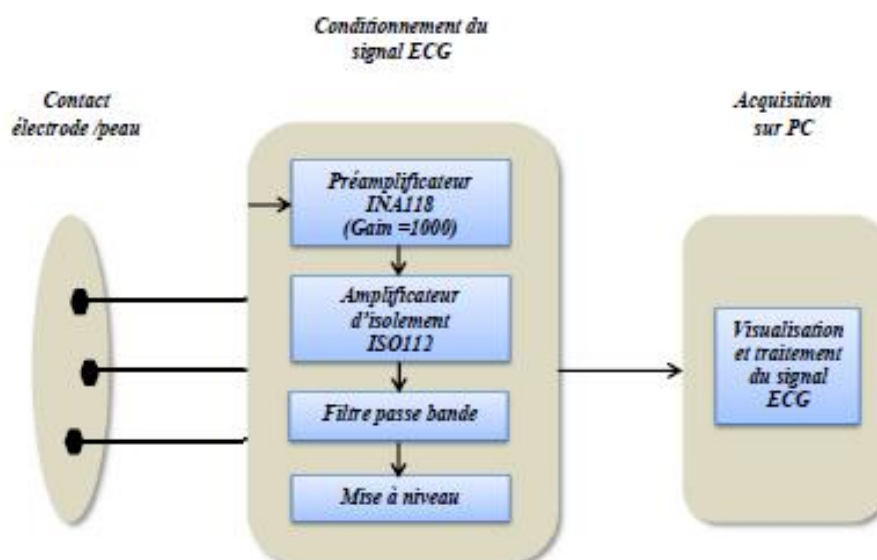 Conditionnement du
signal ECG
Contact
électrode /peau
Acquisition
sur PC
Préamplificateur
INA118
(Gain =1000)
Amplificateur
d'isolement
ISO112
Filtre passe bande
Mise à niveau
Visualisation
et traitement
du signal
ECG